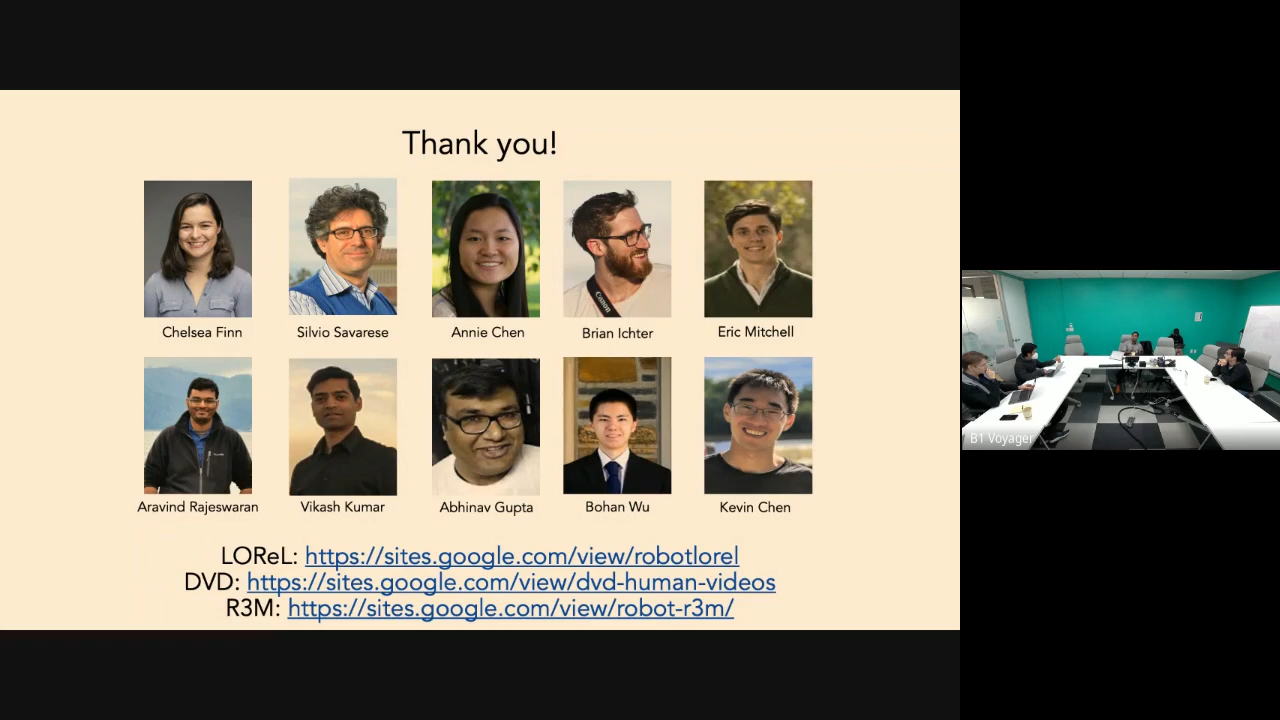 Thank you!
Canon
Chelsea Finn
Silvio Savarese
Annie Chen
Brian Ichter
Eric Mitchell
Aravind Rajeswaran
Vikash Kumar
Abhinav Gupta
Bohan Wu
Kevin Chen
LOReL: https://sites.google.com/view/robotlorel
DVD: https://sites.google.com/view/dvd-human-videos
R3M: https://sites.google.com/view/robot-r3m/
B1 Voyager